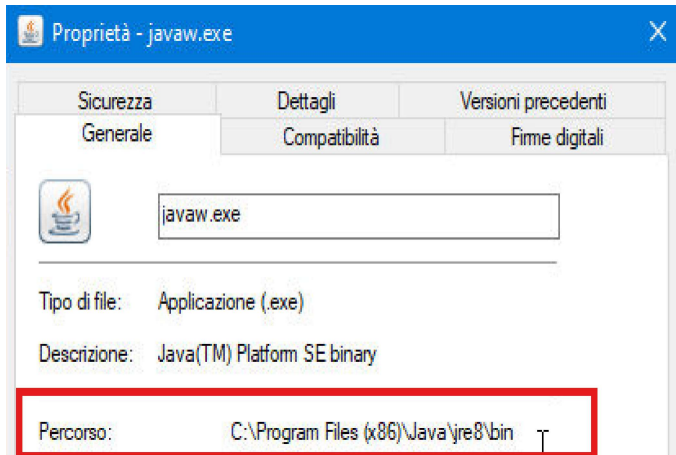 Proprietà - javaw.exe
Sicurezza Dettagli Versioni precedenti
Generale Compatibilità Firme digitali
javaw.exe
Tipo di file: Applicazione (.exe)
Descrizione: Java(TM) Platform SE binary
Percorso: C:\Program Files (x86)\Java\jre8\bin